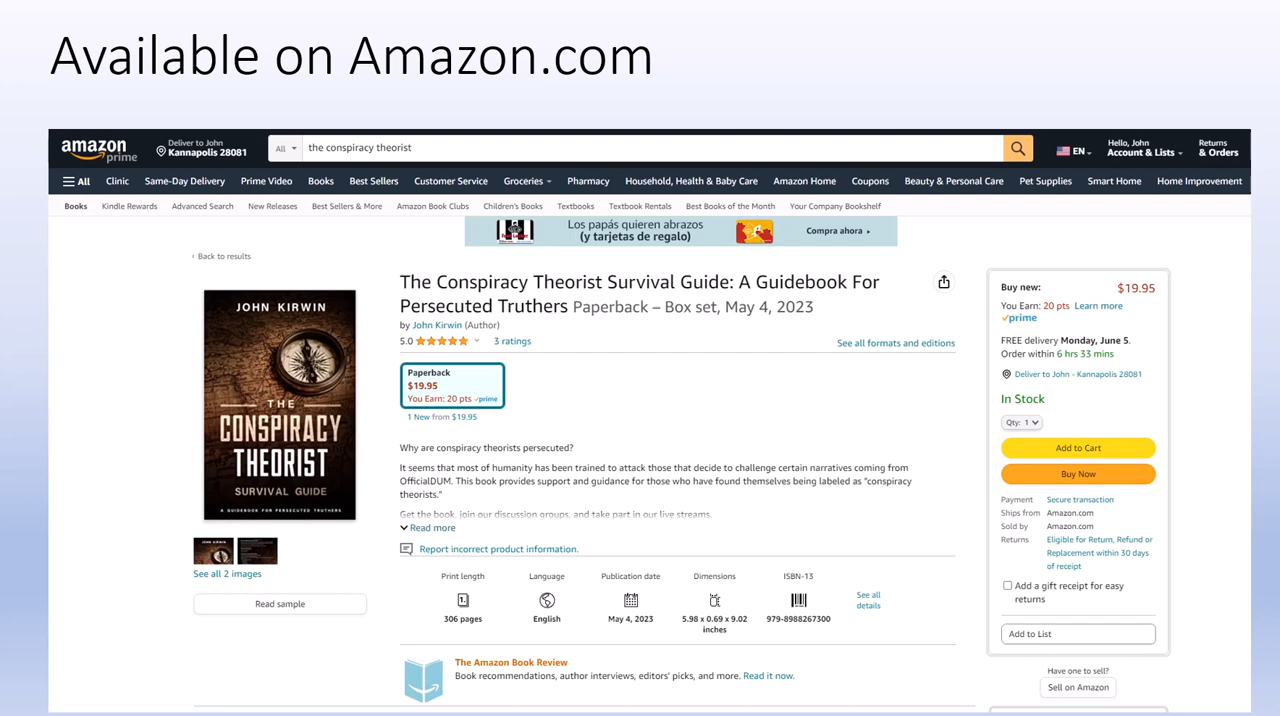 Available on Amazon.com
amazon prime
Deliver to John
Kannapolis 28081
All
the conspiracy theorist
EN
Hello, John
Account & Lists
Returns
& Orders
All Clinic Same-Day Delivery Prime Video Books Best Sellers Customer Service Groceries Pharmacy Household, Health & Baby Care Amazon Home Coupons Beauty & Personal Care Pet Supplies Smart Home Home Improvement
Books Kindle Rewards Advanced Search New Releases Best Sellers & More Amazon Book Clubs Children's Books Textbooks Textbook Rentals Best Books of the Month Your Company Bookshelf
Los papás quieren abrazos
(y tarjetas de regalo)
Compra ahora ▸
‹ Back to results
JOHN KIRWIN
THE
CONSPIRACY
THEORIST
SURVIVAL GUIDE
A GUIDEBOOK FOR PERSECUTED TRUTHERS
See all 2 images
Read sample
The Conspiracy Theorist Survival Guide: A Guidebook For
Persecuted Truthers Paperback – Box set, May 4, 2023
by John Kirwin (Author)
5.0 3 ratings
See all formats and editions
Paperback
$19.95
You Earn: 20 pts prime
1 New from $19.95
Why are conspiracy theorists persecuted?
It seems that most of humanity has been trained to attack those that decide to challenge certain narratives coming from
OfficialDUM. This book provides support and guidance for those who have found themselves being labeled as "conspiracy
theorists."
Get the book, join our discussion groups, and take part in our live streams.
Read more
Report incorrect product information.
Print length
306 pages
Language
English
Publication date
May 4, 2023
Dimensions
5.98 x 0.69 x 9.02
inches
ISBN-13
979-8988267300
See all
details
The Amazon Book Review
Book recommendations, author interviews, editors' picks, and more. Read it now.
Buy new: $19.95
You Earn: 20 pts Learn more
prime
FREE delivery Monday, June 5.
Order within 6 hrs 33 mins
Deliver to John - Kannapolis 28081
In Stock
Qty: 1
Add to Cart
Buy Now
Payment Secure transaction
Ships from Amazon.com
Sold by Amazon.com
Returns Eligible for Return, Refund or
Replacement within 30 days
of receipt
Add a gift receipt for easy
returns
Add to List
Have one to sell?
Sell on Amazon